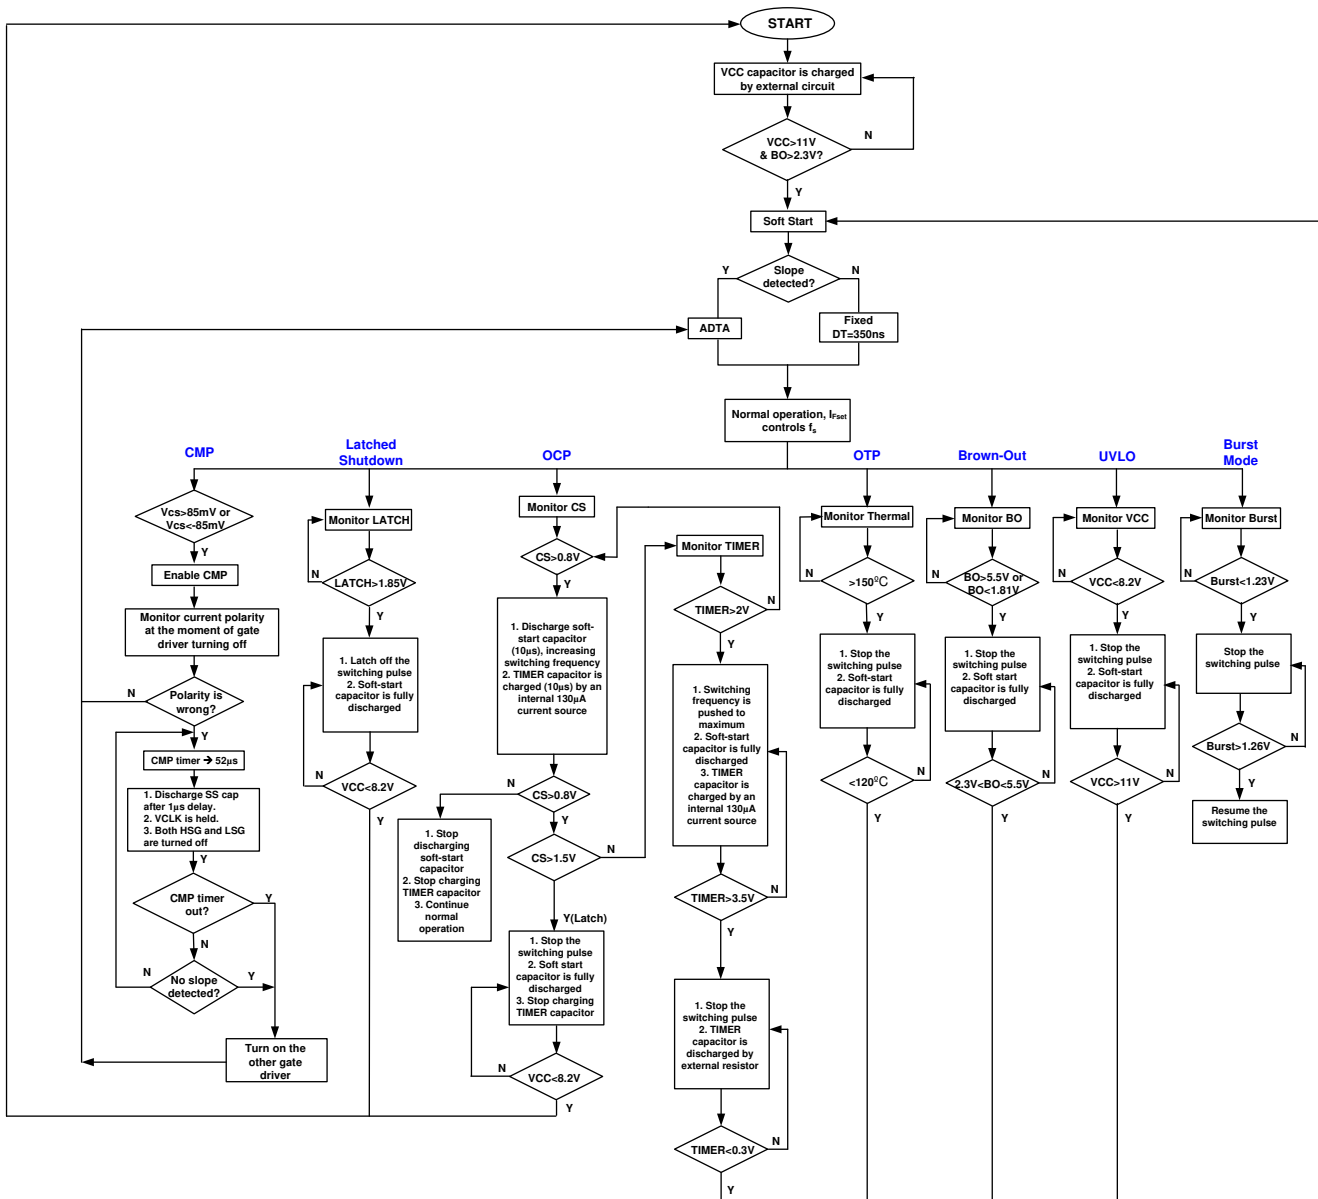 START
VCC capacitor is charged
by external circuit
N
VCC>11V
& BO>2.3V?
Y
Soft Start
Y
Slope
detected?
N
ADTA
Fixed
DT=350ns
Normal operation, IFset
controls fs
CMP
Vcs>85mV or
Vcs<-85mV
Y
Enable CMP
Monitor current polarity
at the moment of gate
driver turning off
N
Polarity is
wrong?
Y
CMP timer → 52µs
1. Discharge SS cap
after 1µs delay.
2. VCLK is held.
3. Both HSG and LSG
are turned off
Y
CMP timer
out?
Y
N
N
No slope
detected?
Y
Turn on the
other gate
driver
Latched
Shutdown
Monitor LATCH
N
LATCH>1.85V
Y
1. Latch off the
switching pulse
2. Soft-start
capacitor is fully
discharged
N
VCC<8.2V
Y
OCP
Monitor CS
CS>0.8V
Y
1. Discharge soft-
start capacitor
(10µs), increasing
switching frequency
2. TIMER capacitor is
charged (10µs) by an
internal 130µA
current source
N
CS>0.8V
Y
1. Stop
discharging
soft-start
capacitor
2. Stop charging
TIMER capacitor
3. Continue
normal
operation
CS>1.5V
N
Y(Latch)
1. Stop the
switching pulse
2. Soft start
capacitor is fully
discharged
3. Stop charging
TIMER capacitor
N
VCC<8.2V
Y
Monitor TIMER
TIMER>2V
N
Y
1. Switching
frequency is
pushed to
maximum
2. Soft-start
capacitor is fully
discharged
3. TIMER
capacitor is
charged by an
internal 130µA
current source
TIMER>3.5V
N
Y
1. Stop the
switching pulse
2. TIMER
capacitor is
discharged by
external resistor
TIMER<0.3V
N
Y
OTP
Monitor Thermal
N
>150℃
Y
1. Stop the
switching pulse
2. Soft-start
capacitor is fully
discharged
<120℃
N
Y
Brown-Out
Monitor BO
N
BO>5.5V or
BO<1.81V
Y
1. Stop the
switching pulse
2. Soft start
capacitor is fully
discharged
2.3V<BO<5.5V
N
Y
UVLO
Monitor VCC
N
VCC<8.2V
Y
1. Stop the
switching pulse
2. Soft-start
capacitor is fully
discharged
VCC>11V
N
Y
Burst
Mode
Monitor Burst
N
Burst<1.23V
Y
Stop the
switching pulse
Burst>1.26V
N
Y
Resume the
switching pulse